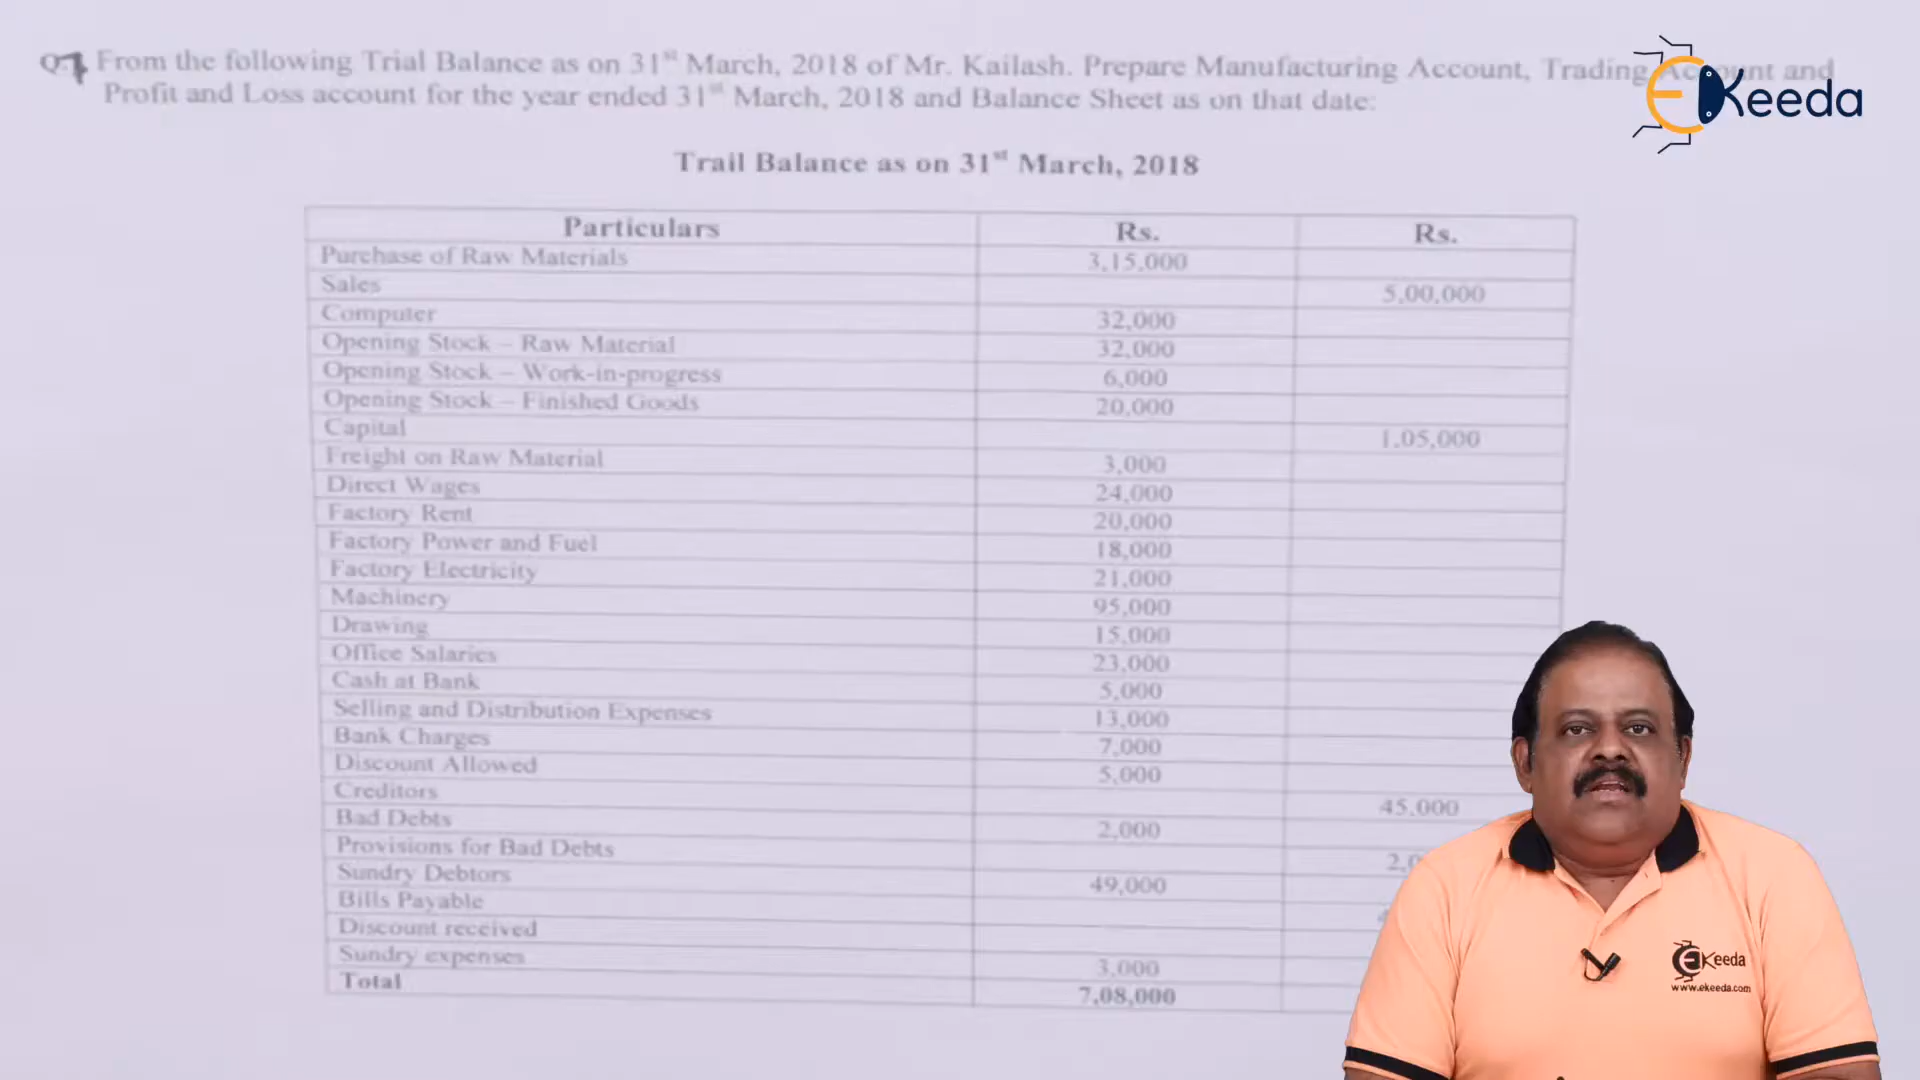 Q.1 From the following Trial Balance as on 31st March, 2018 of Mr. Kailash. Prepare Manufacturing Account, Trading Account and
Profit and Loss account for the year ended 31st March, 2018 and Balance Sheet as on that date:
EKeeda
Trail Balance as on 31st March, 2018
Particulars Rs. Rs.
Purchase of Raw Materials 3,15,000
Sales 5,00,000
Computer 32,000
Opening Stock – Raw Material 32,000
Opening Stock – Work-in-progress 6,000
Opening Stock – Finished Goods 20,000
Capital 1,05,000
Freight on Raw Material 3,000
Direct Wages 24,000
Factory Rent 20,000
Factory Power and Fuel 18,000
Factory Electricity 21,000
Machinery 95,000
Drawing 15,000
Office Salaries 23,000
Cash at Bank 5,000
Selling and Distribution Expenses 13,000
Bank Charges 7,000
Discount Allowed 5,000
Creditors 45,000
Bad Debts 2,000
Provisions for Bad Debts
Sundry Debtors 49,000
Bills Payable
Discount received
Sundry expenses 3,000
Total 7,08,000
EKeeda
www.ekeeda.com